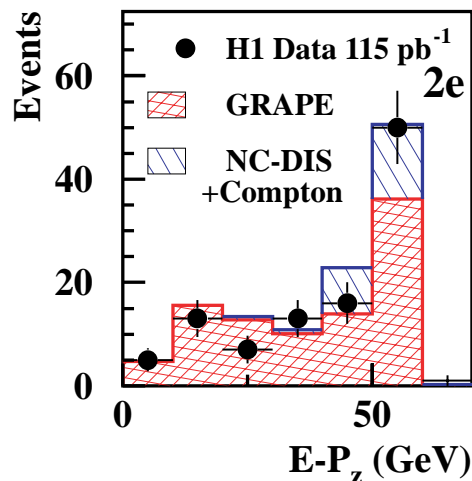 Events
H1 Data 115 pb⁻¹
2e
GRAPE
NC-DIS
+Compton
60
40
20
0
0 50
E-P_z (GeV)